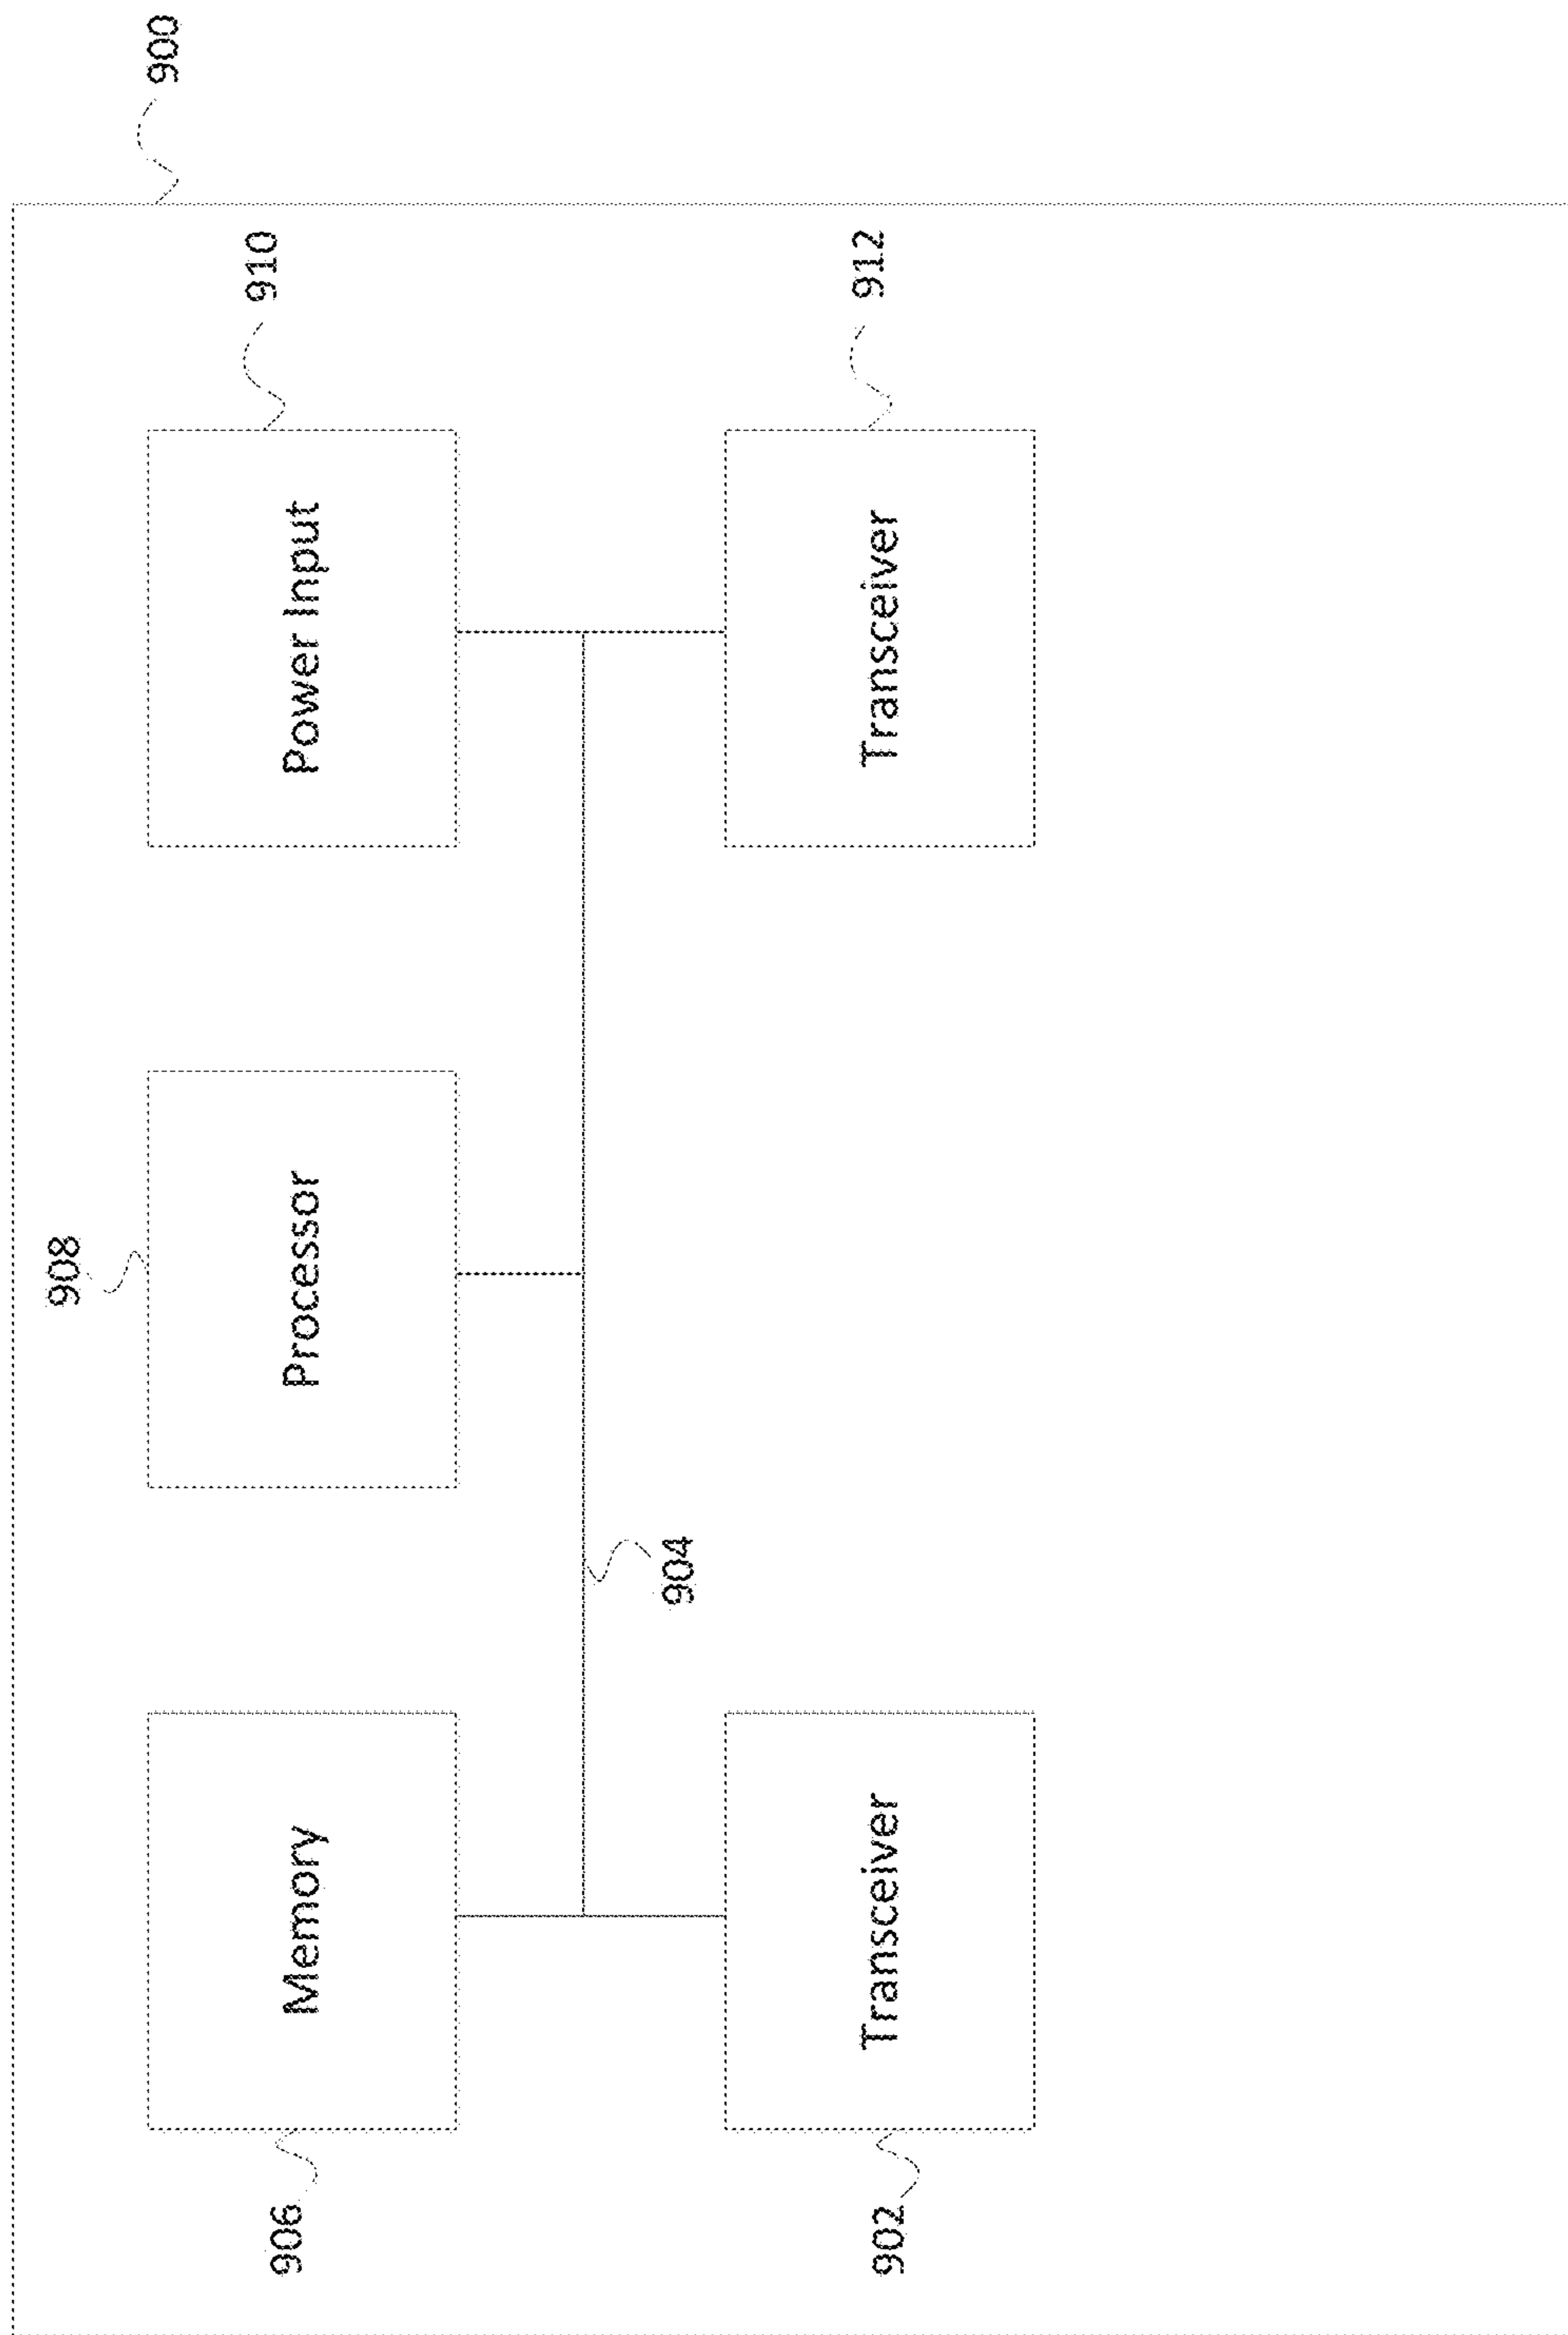 900
906
Memory
908
Processor
910
Power Input
904
902
Transceiver
912
Transceiver